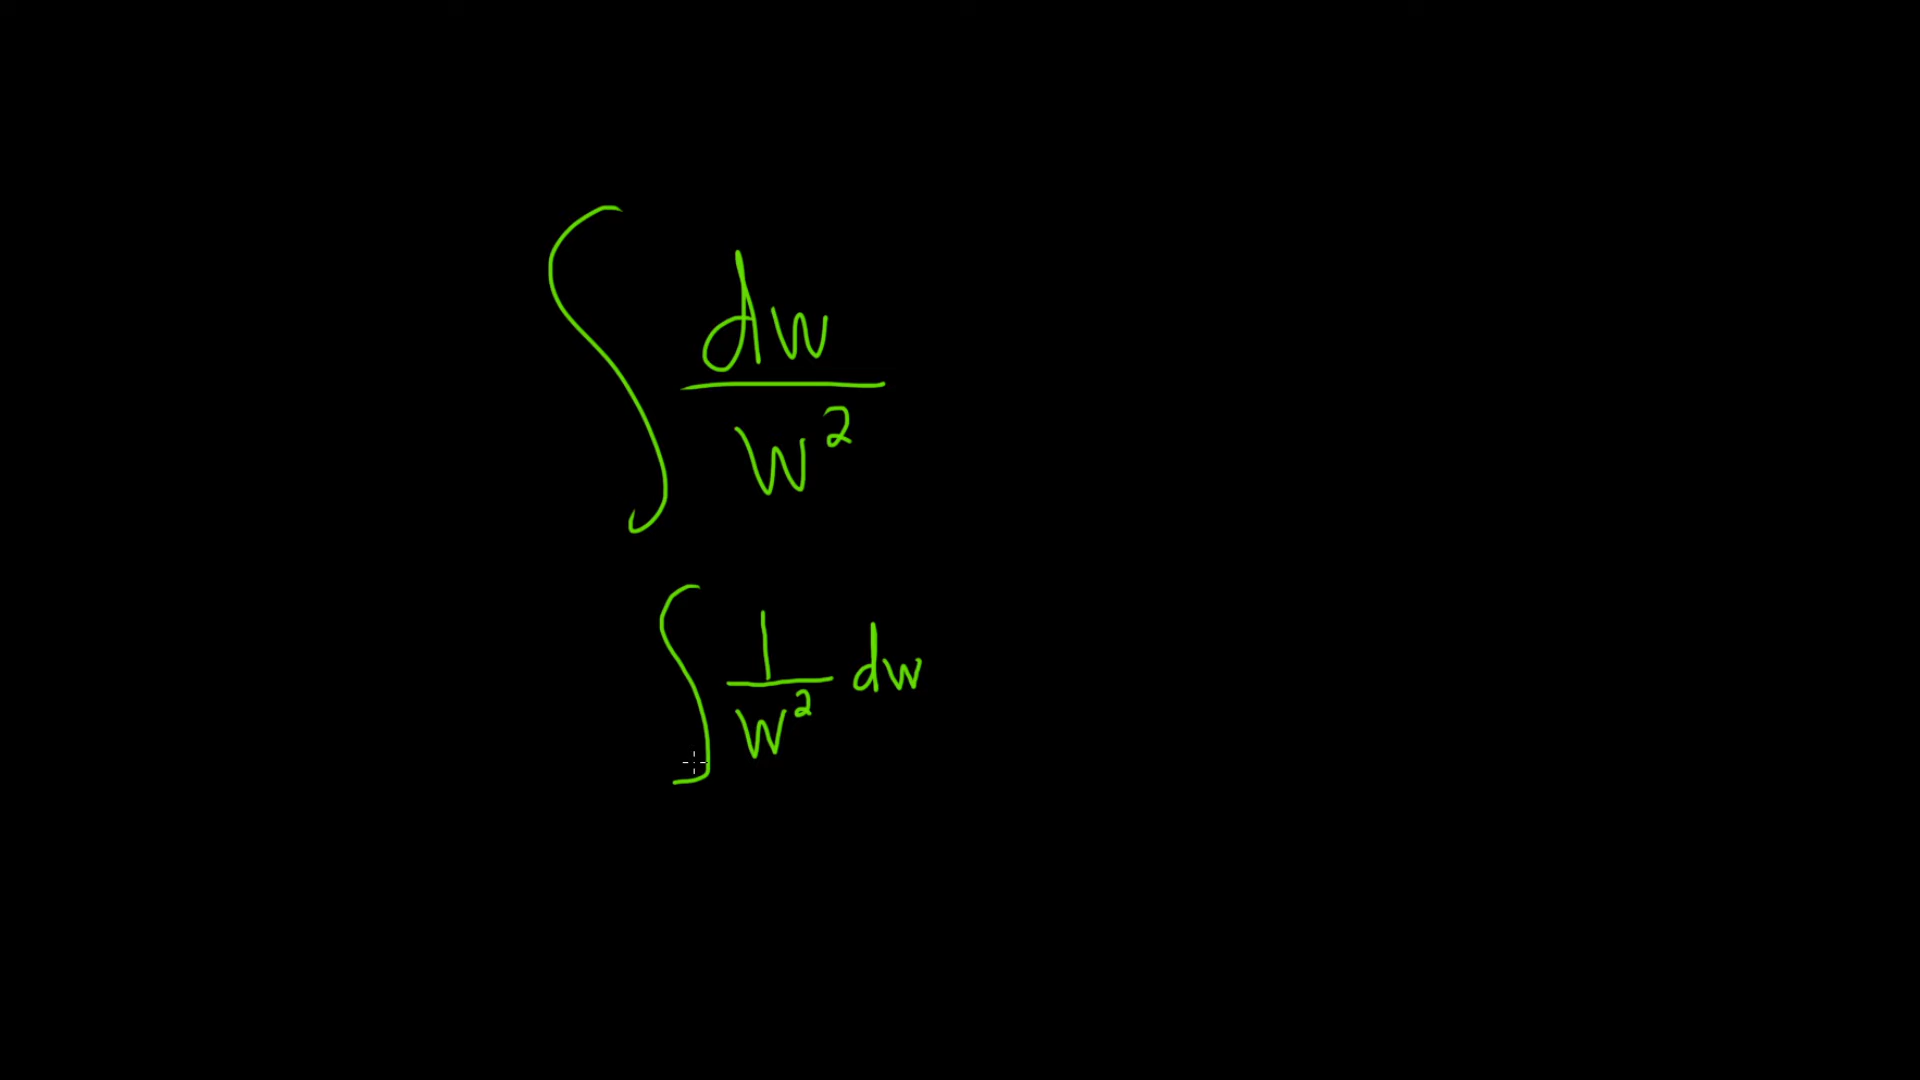 ∫ dw/w²
∫ 1/w² dw